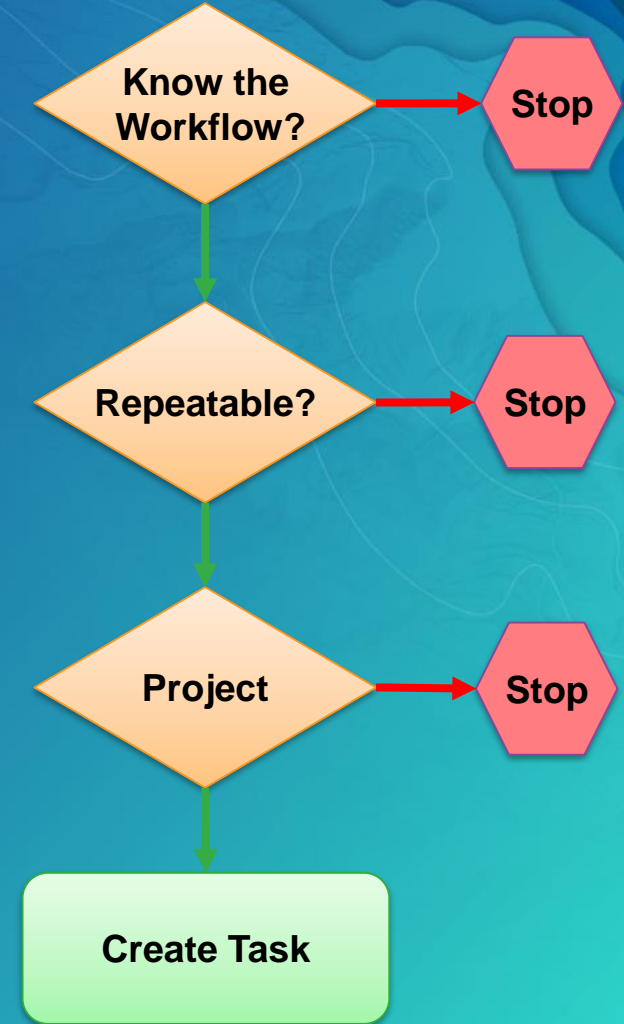 Know the
Workflow?
Stop
Repeatable?
Stop
Project
Stop
Create Task